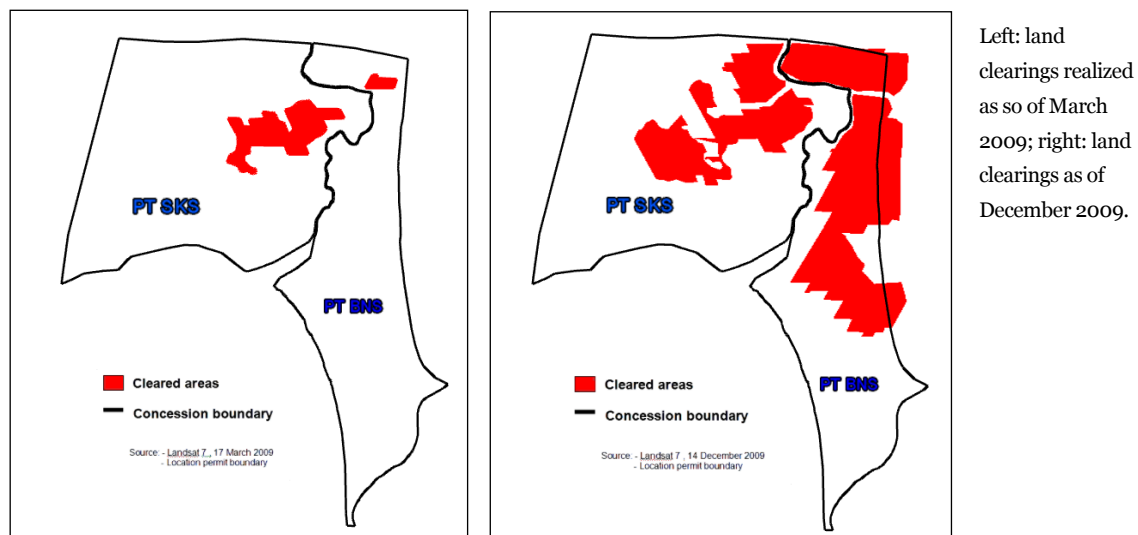 PT SKS
PT BNS
Cleared areas
Concession boundary
Source: - Landsat 7 , 17 March 2009
- Location permit boundary
PT SKS
PT BNS
Cleared areas
Concession boundary
Source: - Landsat 7 , 14 December 2009
- Location permit boundary
Left: land
clearings realized
as so of March
2009; right: land
clearings as of
December 2009.